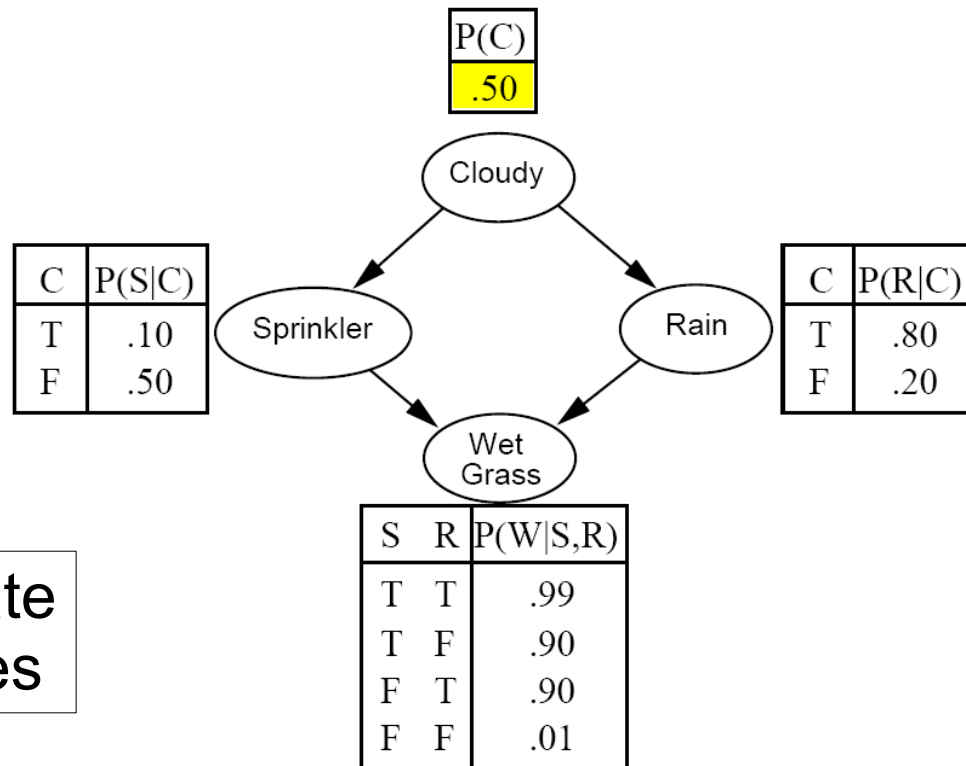 P(C)
.50
Cloudy
C P(S|C)
T .10
F .50
Sprinkler
Rain
C P(R|C)
T .80
F .20
Wet
Grass
S R P(W|S,R)
T T .99
T F .90
F T .90
F F .01